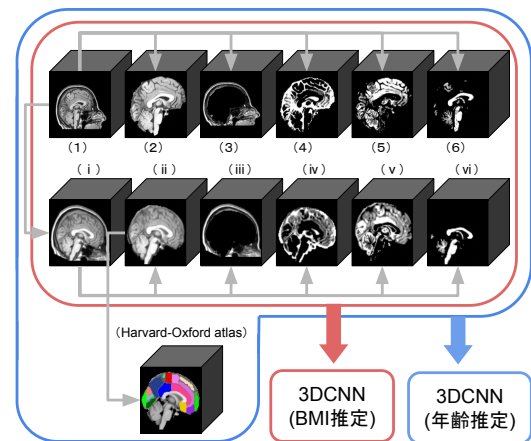 (1) (2) (3) (4) (5) (6)
(ⅰ) (ⅱ) (ⅲ) (ⅳ) (ⅴ) (ⅵ)
(Harvard-Oxford atlas)
3DCNN
(BMI推定)
3DCNN
(年齢推定)